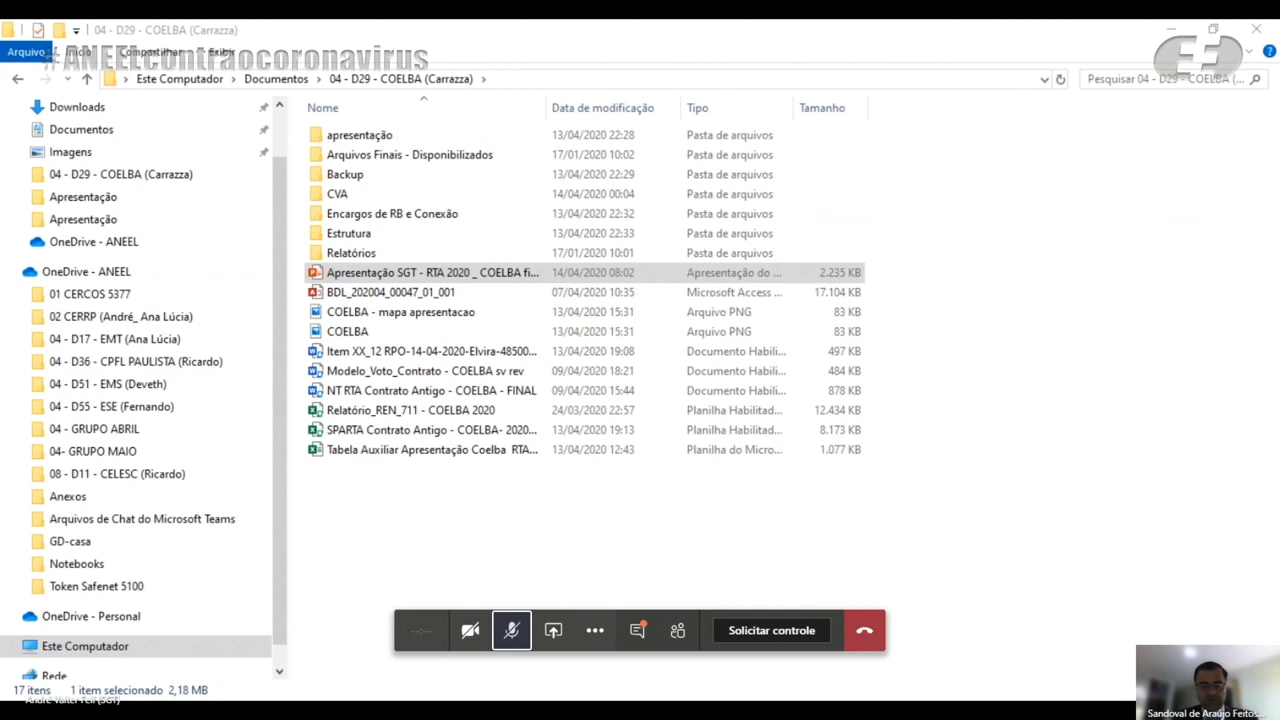 04 - D29 - COELBA (Carrazza)
Arquivo Início Compartilhar Exibir
#ANEELcontraocoronavirus
Este Computador > Documentos > 04 - D29 - COELBA (Carrazza) >
Pesquisar 04 - D29 - COELBA (...
Downloads
Documentos
Imagens
04 - D29 - COELBA (Carrazza)
Apresentação
Apresentação
OneDrive - ANEEL
OneDrive - ANEEL
01 CERCOS 5377
02 CERRP (André_ Ana Lúcia)
04 - D17 - EMT (Ana Lúcia)
04 - D36 - CPFL PAULISTA (Ricardo)
04 - D51 - EMS (Deveth)
04 - D55 - ESE (Fernando)
04 - GRUPO ABRIL
04- GRUPO MAIO
08 - D11 - CELESC (Ricardo)
Anexos
Arquivos de Chat do Microsoft Teams
GD-casa
Notebooks
Token Safenet 5100
OneDrive - Personal
Este Computador
Rede
Nome Data de modificação Tipo Tamanho
apresentação 13/04/2020 22:28 Pasta de arquivos
Arquivos Finais - Disponibilizados 17/01/2020 10:02 Pasta de arquivos
Backup 13/04/2020 22:29 Pasta de arquivos
CVA 14/04/2020 00:04 Pasta de arquivos
Encargos de RB e Conexão 13/04/2020 22:32 Pasta de arquivos
Estrutura 13/04/2020 22:33 Pasta de arquivos
Relatórios 17/01/2020 10:01 Pasta de arquivos
Apresentação SGT - RTA 2020 _ COELBA fi... 14/04/2020 08:02 Apresentação do ... 2.235 KB
BDL_202004_00047_01_001 07/04/2020 10:35 Microsoft Access ... 17.104 KB
COELBA - mapa apresentacao 13/04/2020 15:31 Arquivo PNG 83 KB
COELBA 13/04/2020 15:31 Arquivo PNG 83 KB
Item XX_12 RPO-14-04-2020-Elvira-48500... 13/04/2020 19:08 Documento Habili... 497 KB
Modelo_Voto_Contrato - COELBA sv rev 09/04/2020 18:21 Documento Habili... 484 KB
NT RTA Contrato Antigo - COELBA - FINAL 09/04/2020 15:44 Documento Habili... 878 KB
Relatório_REN_711 - COELBA 2020 24/03/2020 22:57 Planilha Habilitad... 12.434 KB
SPARTA Contrato Antigo - COELBA- 2020... 13/04/2020 19:13 Planilha Habilitad... 8.173 KB
Tabela Auxiliar Apresentação Coelba RTA... 13/04/2020 12:43 Planilha do Micro... 1.077 KB
--:--
Solicitar controle
17 itens 1 item selecionado 2,18 MB
André Valter Feil (SGT)
Sandoval de Araújo Feitos...